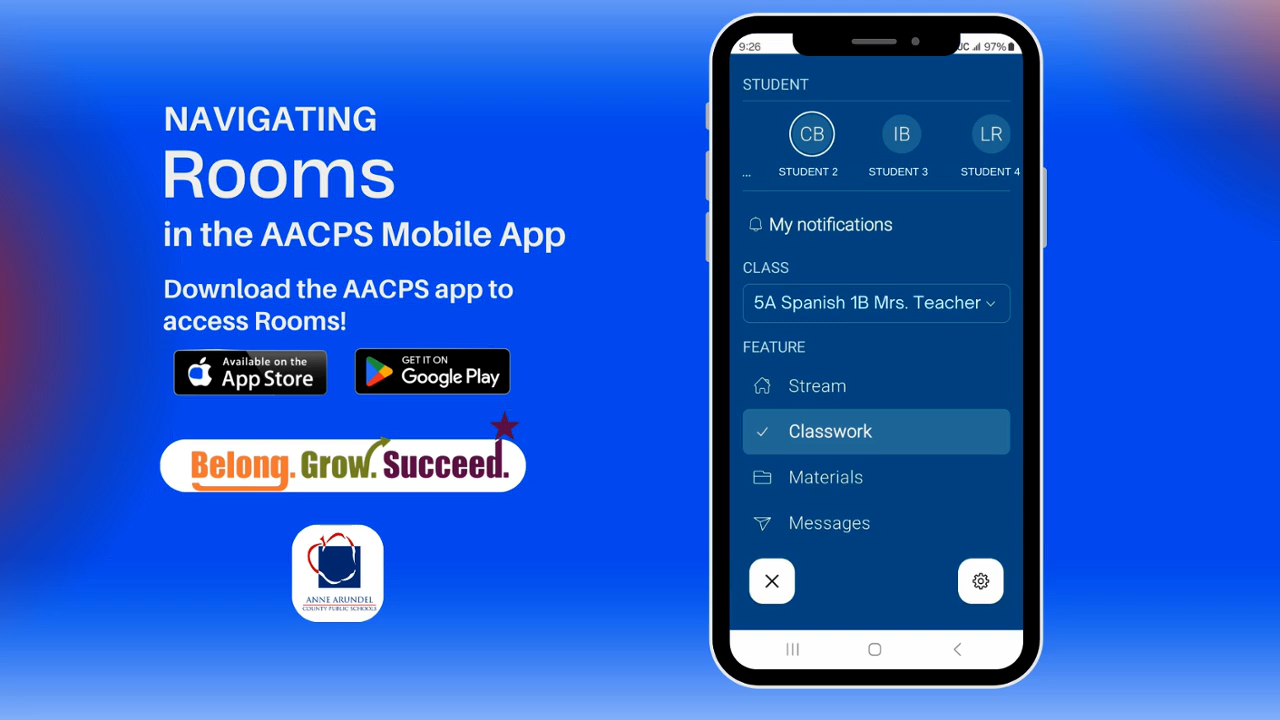 NAVIGATING
Rooms
in the AACPS Mobile App
Download the AACPS app to
access Rooms!
Available on the
App Store
GET IT ON
Google Play
Belong. Grow. Succeed.
ANNE ARUNDEL
COUNTY PUBLIC SCHOOLS
9:26
97%
STUDENT
CB IB LR
... STUDENT 2 STUDENT 3 STUDENT 4
My notifications
CLASS
5A Spanish 1B Mrs. Teacher
FEATURE
Stream
Classwork
Materials
Messages